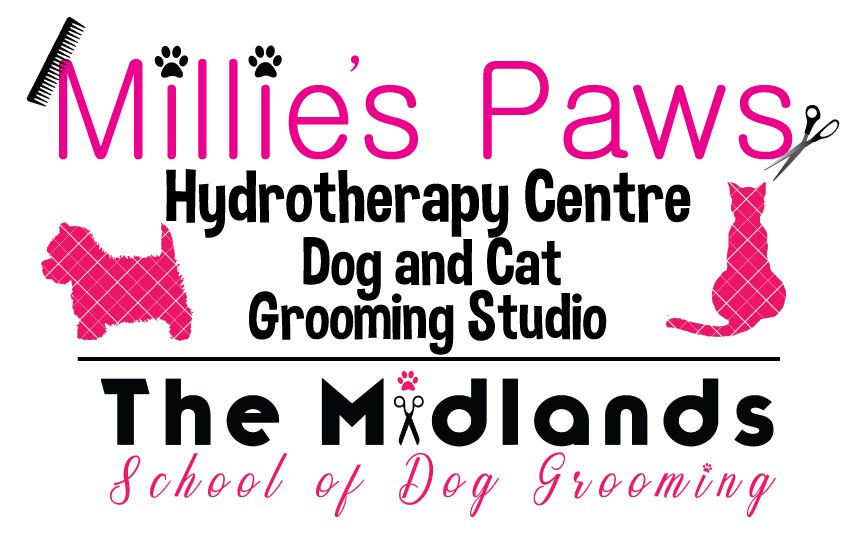 Millie's Paws
Hydrotherapy Centre
Dog and Cat
Grooming Studio
The Midlands
School of Dog Grooming